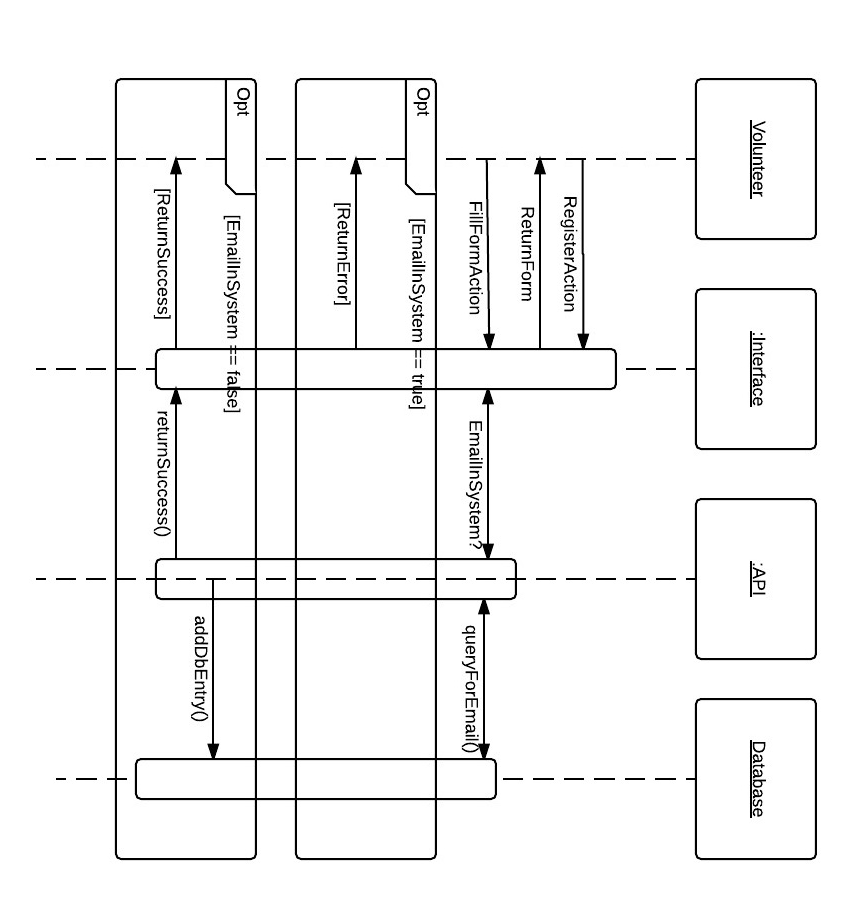 Volunteer
:Interface
:API
Database
RegisterAction
ReturnForm
FillFormAction
EmailInSystem?
queryForEmail()
Opt
[EmailInSystem == true]
[ReturnError]
Opt
[EmailInSystem == false]
addDbEntry()
returnSuccess()
[ReturnSuccess]